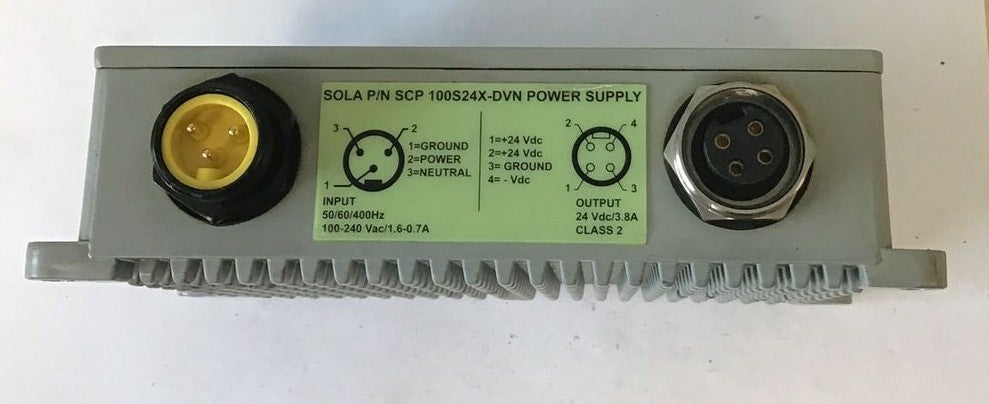 SOLA P/N SCP 100S24X-DVN POWER SUPPLY
3 2
1=GROUND
2=POWER
3=NEUTRAL
1
INPUT
50/60/400Hz
100-240 Vac/1.6-0.7A
1=+24 Vdc
2=+24 Vdc
3= GROUND
4= - Vdc
2 4
1 3
OUTPUT
24 Vdc/3.8A
CLASS 2